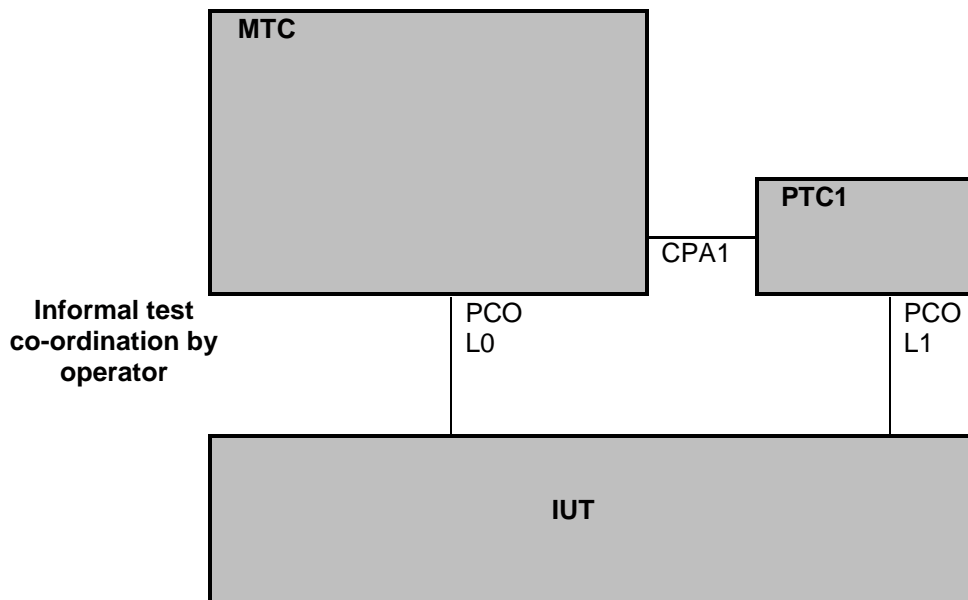 MTC
PTC1
CPA1
Informal test
co-ordination by
operator
PCO
L0
PCO
L1
IUT